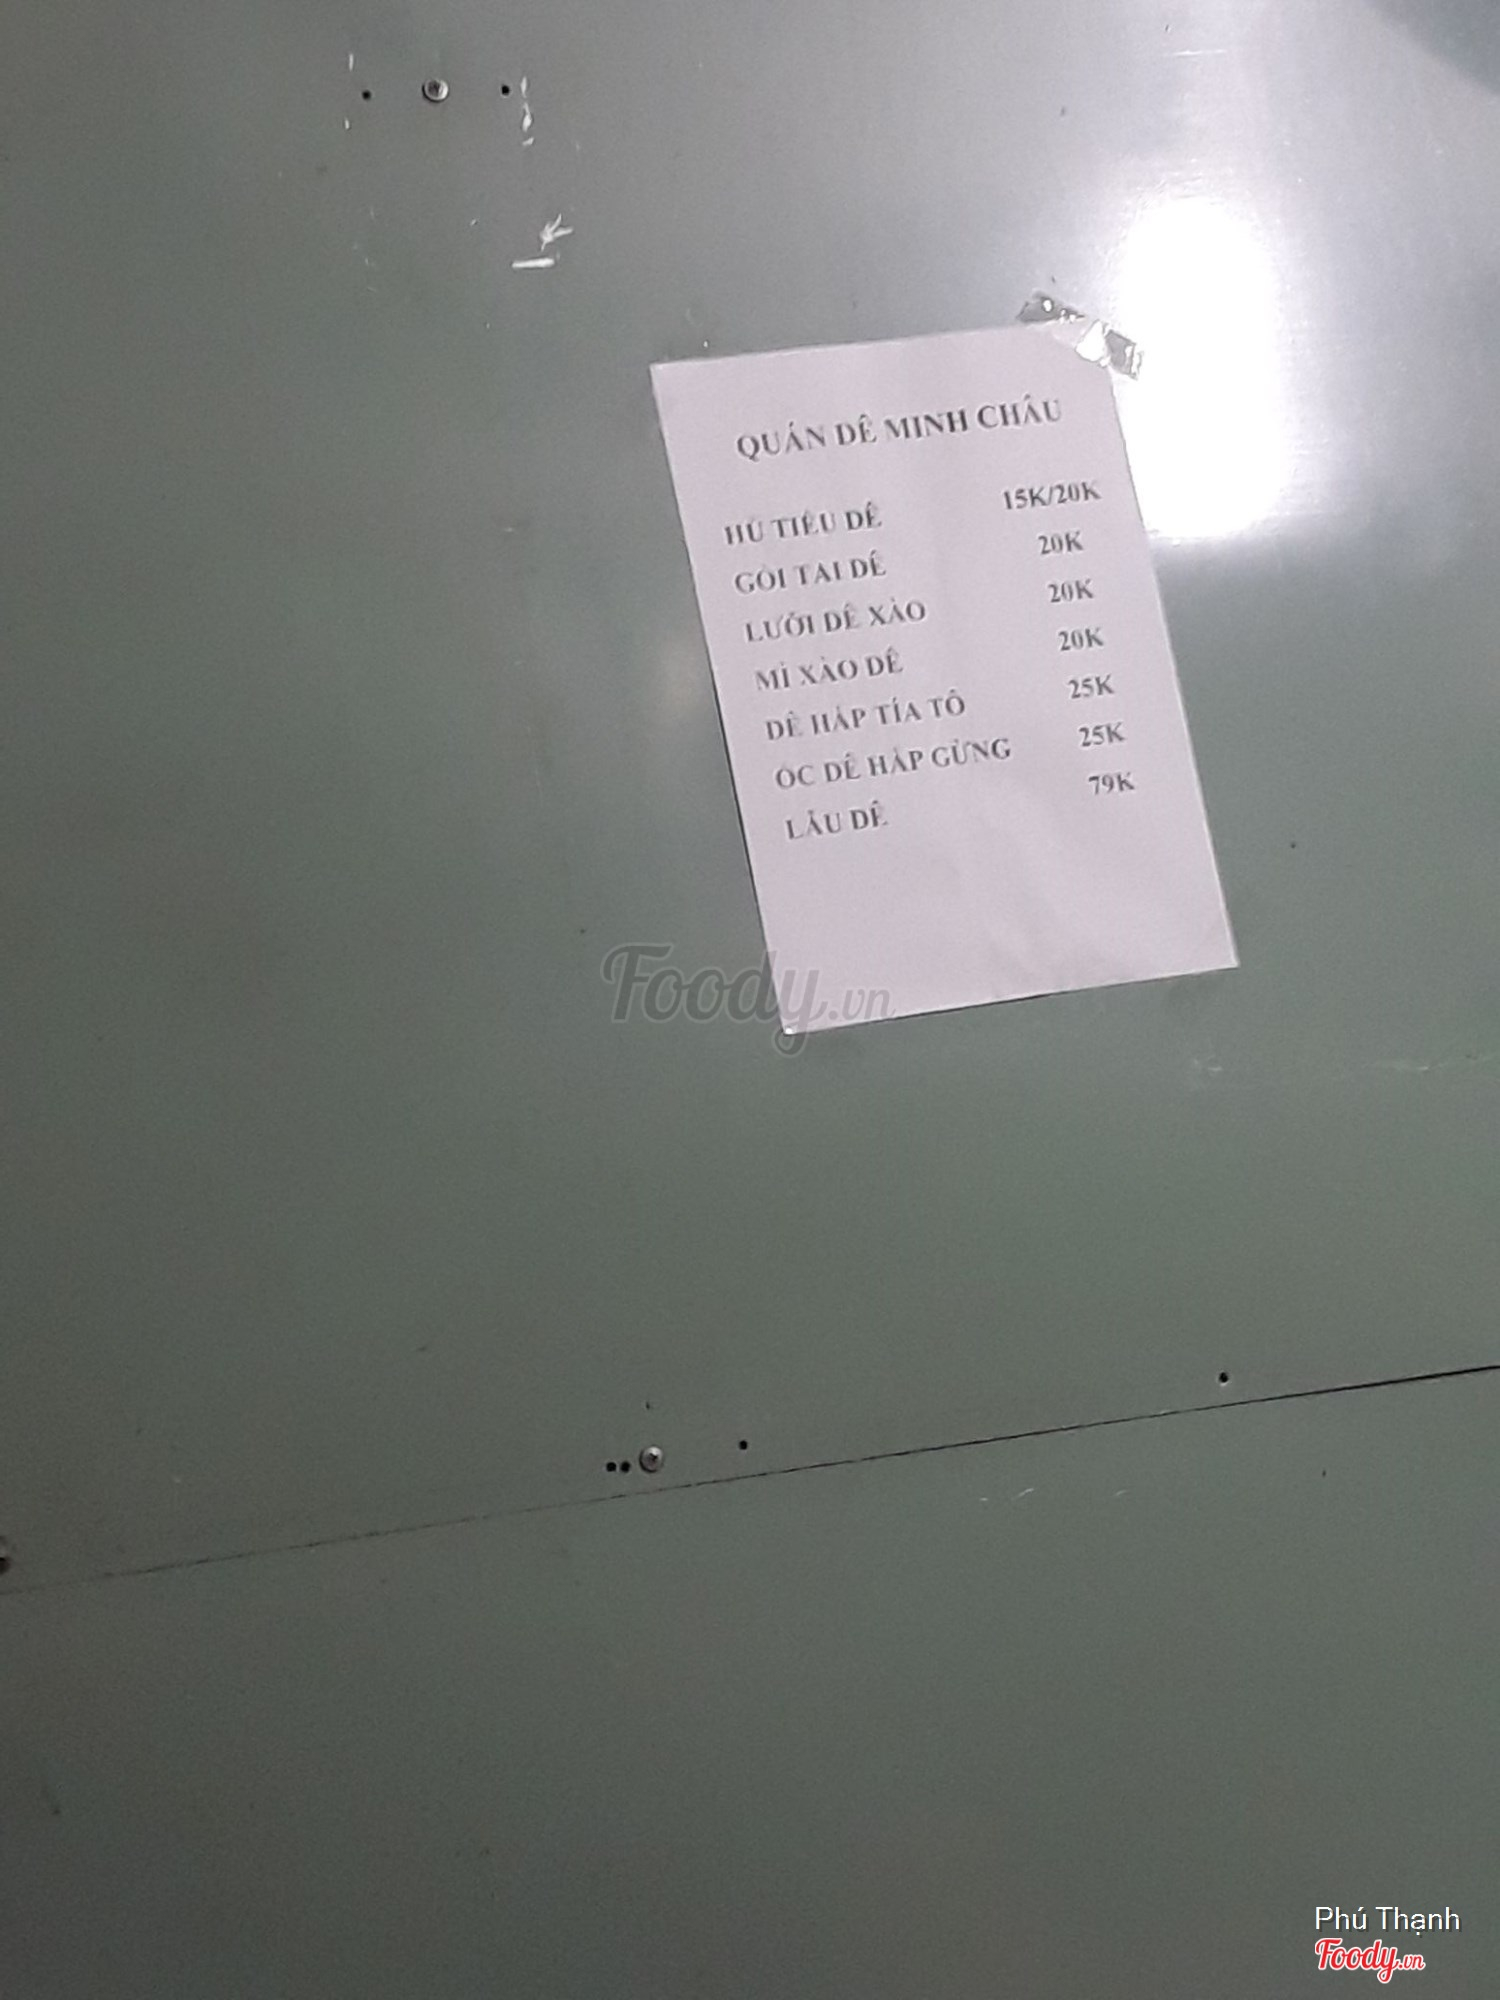 QUÁN DÊ MINH CHÂU
HỦ TIẾU DÊ 15K/20K
GỎI TAI DÊ 20K
LƯỠI DÊ XÀO 20K
MÌ XÀO DÊ 20K
DÊ HẤP TÍA TÔ 25K
ÓC DÊ HẤP GỪNG 25K
LẨU DÊ 79K
Foody.vn
Phú Thạnh
Foody.vn